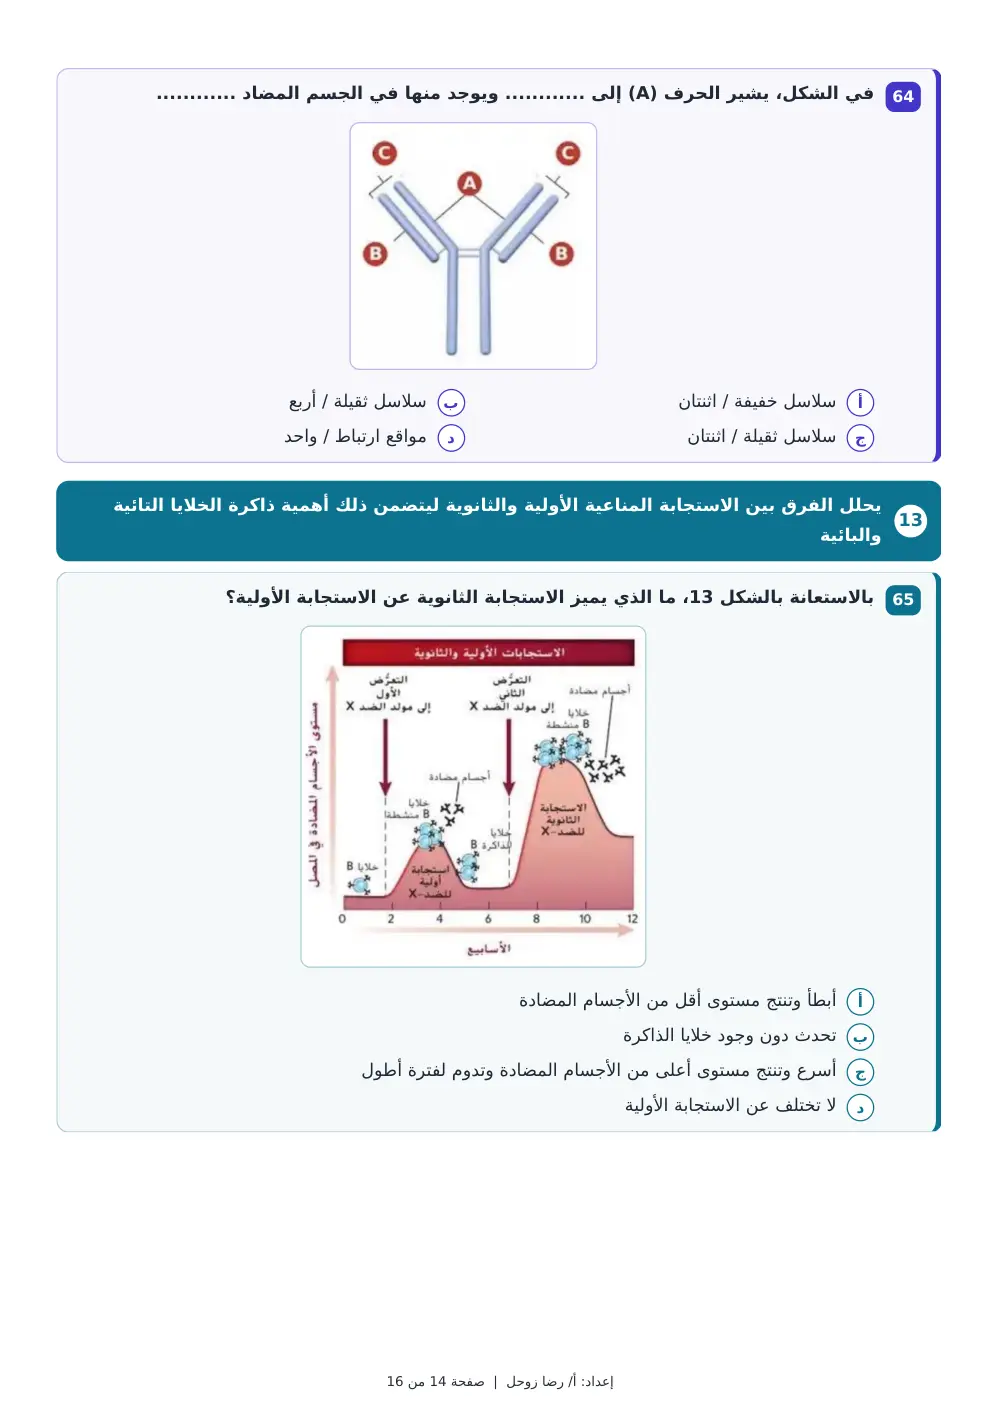 64 في الشكل، يشير الحرف (A) إلى ............ ويوجد منها في الجسم المضاد ............
C C
A
B B
أ سلاسل خفيفة / اثنتان
ب سلاسل ثقيلة / أربع
ج سلاسل ثقيلة / اثنتان
د مواقع ارتباط / واحد
13 يحلل الفرق بين الاستجابة المناعية الأولية والثانوية ليتضمن ذلك أهمية ذاكرة الخلايا التائية
والبائية
65 بالاستعانة بالشكل 13، ما الذي يميز الاستجابة الثانوية عن الاستجابة الأولية؟
الاستجابات الأولية والثانوية
التعرُّض
الأول
إلى مولد الضد X
التعرُّض
الثاني
إلى مولد الضد X
أجسام مضادة
خلايا
B منشطة
أجسام مضادة
خلايا
B منشطة
خلايا
الذاكرة B
خلايا B
استجابة
أولية
للضد-X
الاستجابة
الثانوية
للضد-X
مستوى الأجسام المضادة في المصل
0 2 4 6 8 10 12
الأسابيع
أ أبطأ وتنتج مستوى أقل من الأجسام المضادة
ب تحدث دون وجود خلايا الذاكرة
ج أسرع وتنتج مستوى أعلى من الأجسام المضادة وتدوم لفترة أطول
د لا تختلف عن الاستجابة الأولية
إعداد: أ/ رضا زوحل | صفحة 14 من 16